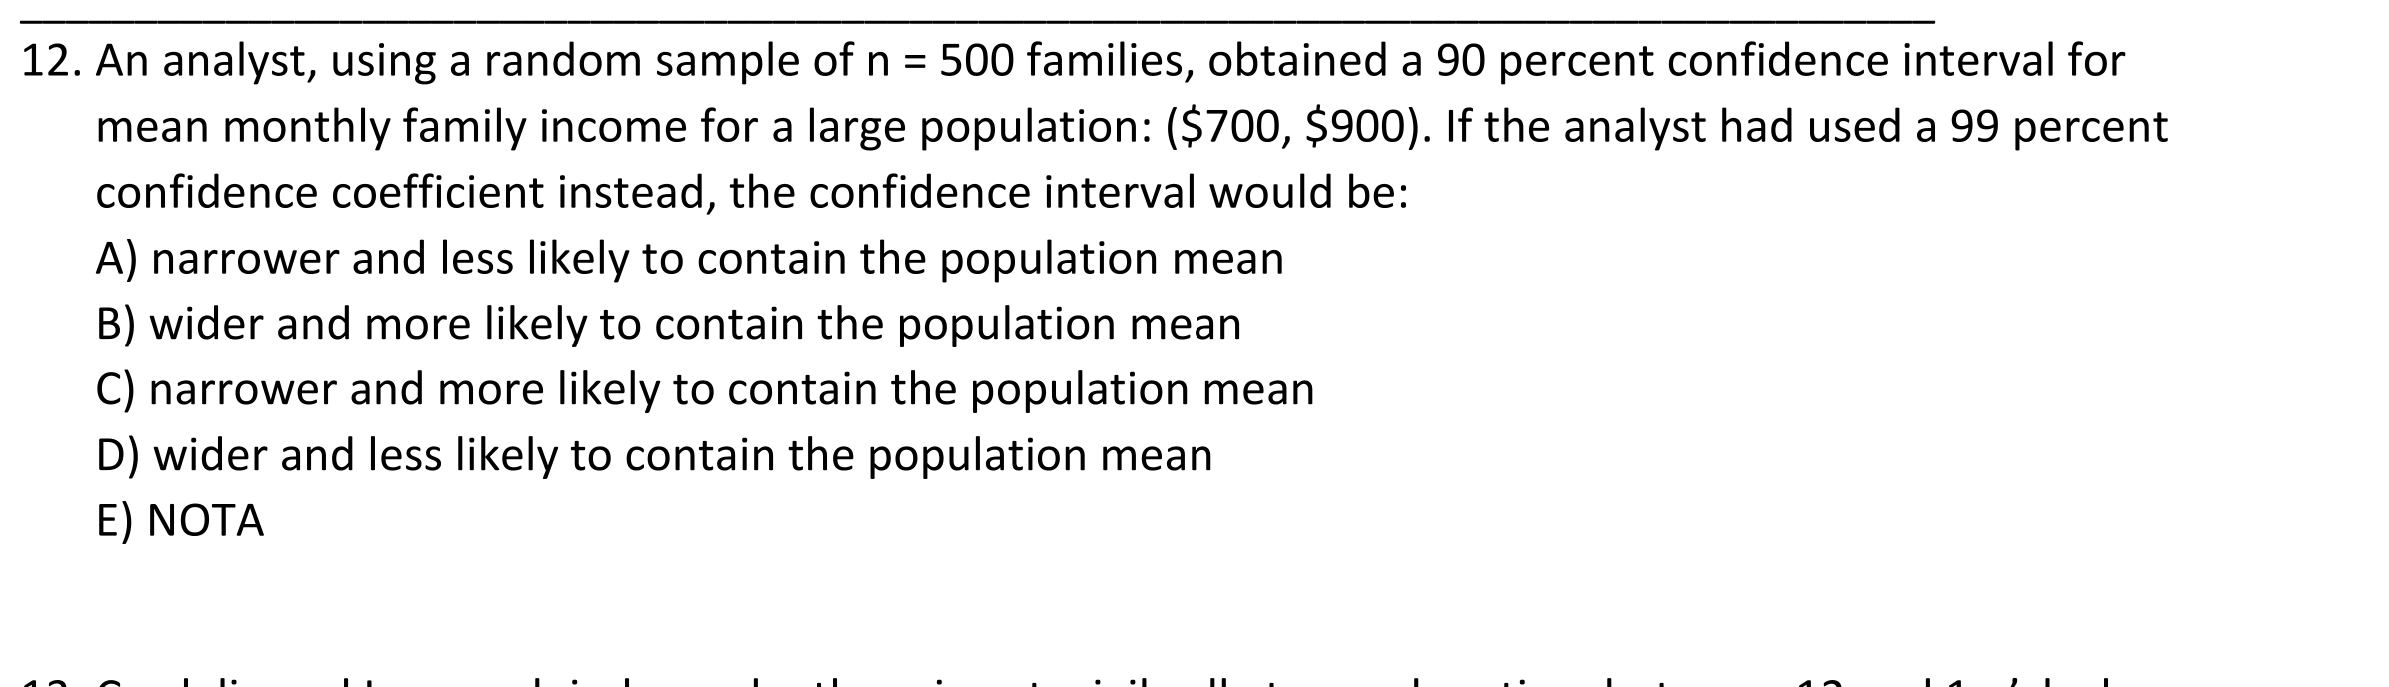 12. An analyst, using a random sample of n = 500 families, obtained a 90 percent confidence interval for
mean monthly family income for a large population: ($700, $900). If the analyst had used a 99 percent
confidence coefficient instead, the confidence interval would be:
A) narrower and less likely to contain the population mean
B) wider and more likely to contain the population mean
C) narrower and more likely to contain the population mean
D) wider and less likely to contain the population mean
E) NOTA